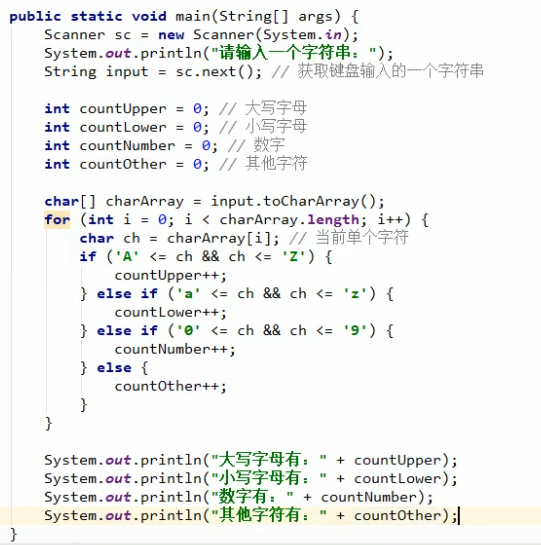 public static void main(String[] args) {
    Scanner sc = new Scanner(System.in);
    System.out.println("请输入一个字符串：");
    String input = sc.next(); // 获取键盘输入的一个字符串

    int countUpper = 0; // 大写字母
    int countLower = 0; // 小写字母
    int countNumber = 0; // 数字
    int countOther = 0; // 其他字符

    char[] charArray = input.toCharArray();
    for (int i = 0; i < charArray.length; i++) {
        char ch = charArray[i]; // 当前单个字符
        if ('A' <= ch && ch <= 'Z') {
            countUpper++;
        } else if ('a' <= ch && ch <= 'z') {
            countLower++;
        } else if ('0' <= ch && ch <= '9') {
            countNumber++;
        } else {
            countOther++;
        }
    }

    System.out.println("大写字母有：" + countUpper);
    System.out.println("小写字母有：" + countLower);
    System.out.println("数字有：" + countNumber);
    System.out.println("其他字符有：" + countOther);
}